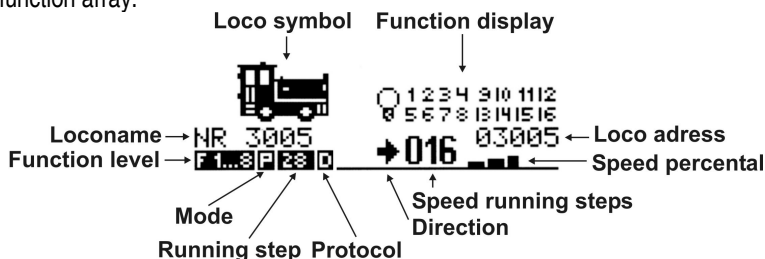 function array.
Loco symbol Function display
1 2 3 4 9 10 11 12
5 6 7 8 13 14 15 16
Loconame NR 3005 03005 Loco adress
Function level F1...8 P 28 D 016 Speed percental
Speed running steps
Mode Direction
Running step Protocol